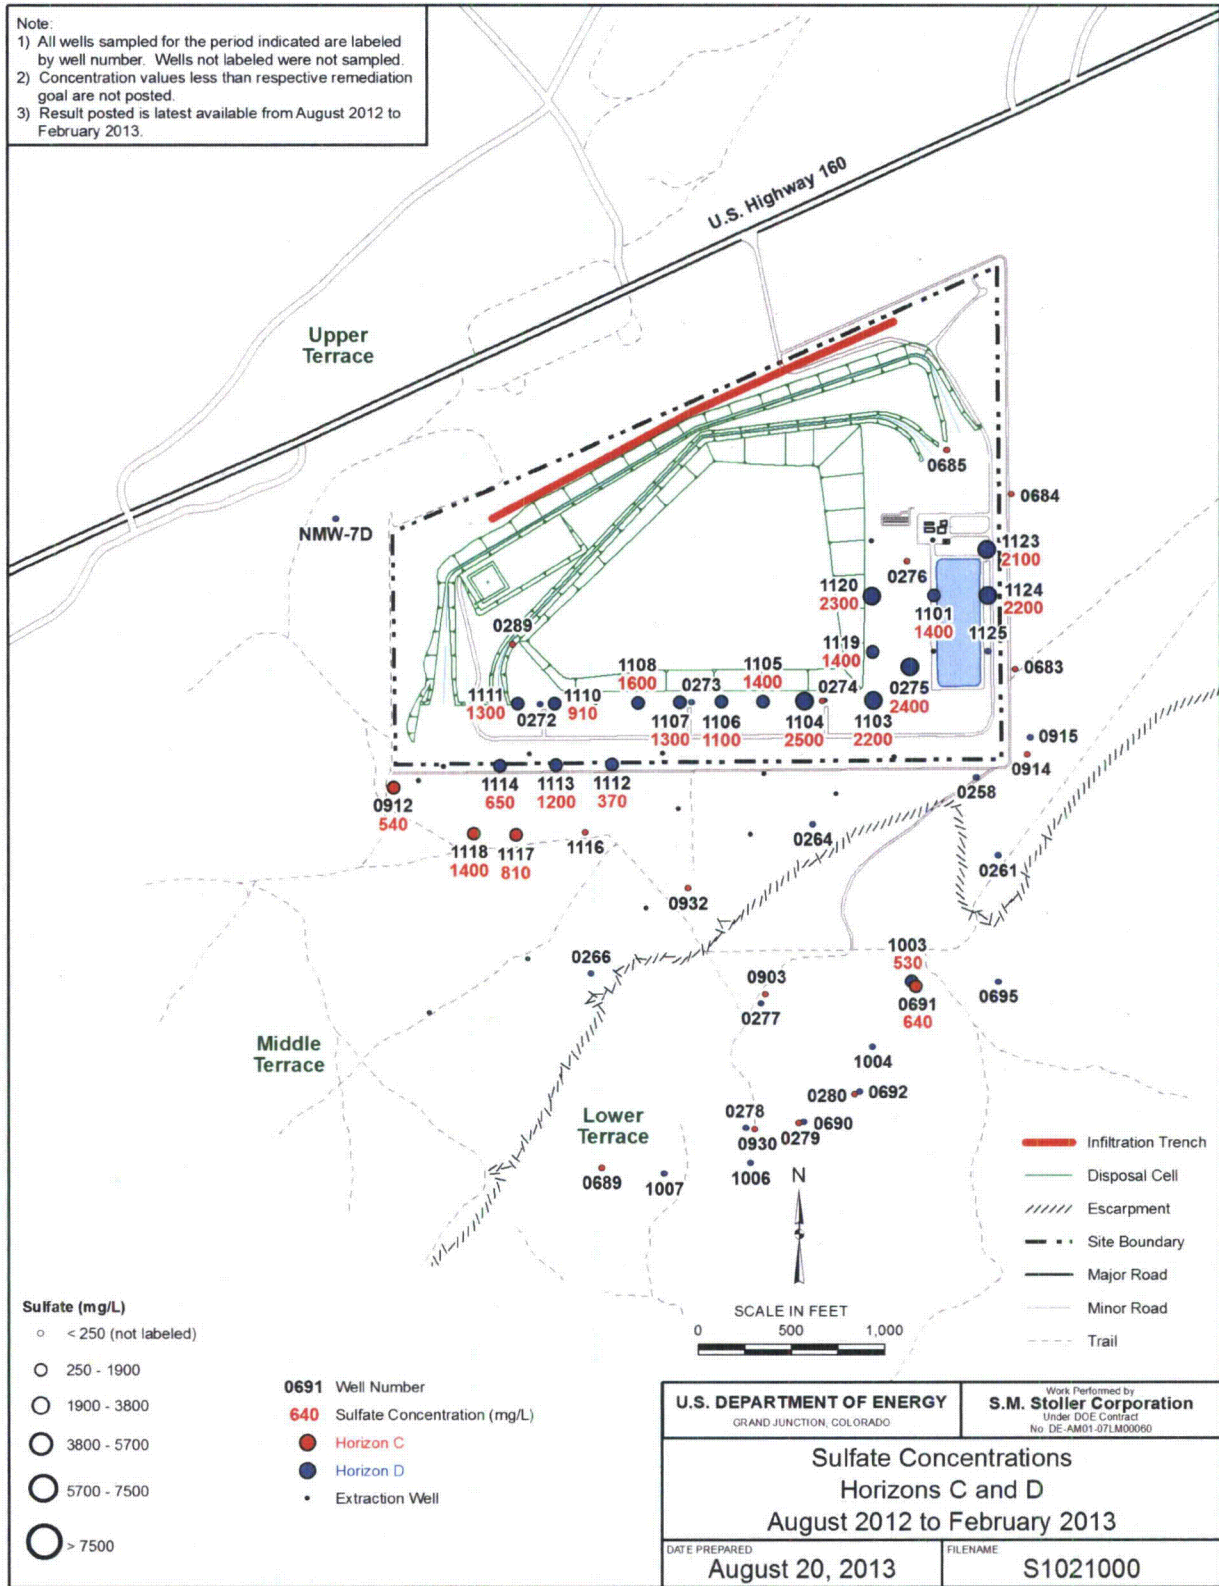 Note:
1) All wells sampled for the period indicated are labeled
by well number. Wells not labeled were not sampled.
2) Concentration values less than respective remediation
goal are not posted.
3) Result posted is latest available from August 2012 to
February 2013.
U.S. Highway 160
Upper
Terrace
0685
0684
NMW-7D
1123
2100
0276
1120
2300
1101
1400
1124
2200
0289
1119
1400
1125
0683
1108
1600
1105
1400
0275
2400
1111
1300
0272
1110
910
0273
0274
1107
1300
1106
1100
1104
2500
1103
2200
0915
0914
1114
650
1113
1200
1112
370
0258
0912
540
0264
1118
1400
1117
810
1116
0261
0932
1003
530
0266
0903
0277
0691
640
0695
Middle
Terrace
1004
0280
0692
Lower
Terrace
0278
0930
0690
0279
0689
1007
1006
N
Infiltration Trench
Disposal Cell
Escarpment
Site Boundary
Major Road
Minor Road
Trail
SCALE IN FEET
0 500 1,000
Sulfate (mg/L)
< 250 (not labeled)
250 - 1900
1900 - 3800
3800 - 5700
5700 - 7500
> 7500
0691 Well Number
640 Sulfate Concentration (mg/L)
Horizon C
Horizon D
Extraction Well
U.S. DEPARTMENT OF ENERGY
GRAND JUNCTION, COLORADO
Work Performed by
S.M. Stoller Corporation
Under DOE Contract
No. DE-AM01-07LM00060
Sulfate Concentrations
Horizons C and D
August 2012 to February 2013
DATE PREPARED
August 20, 2013
FILENAME
S1021000